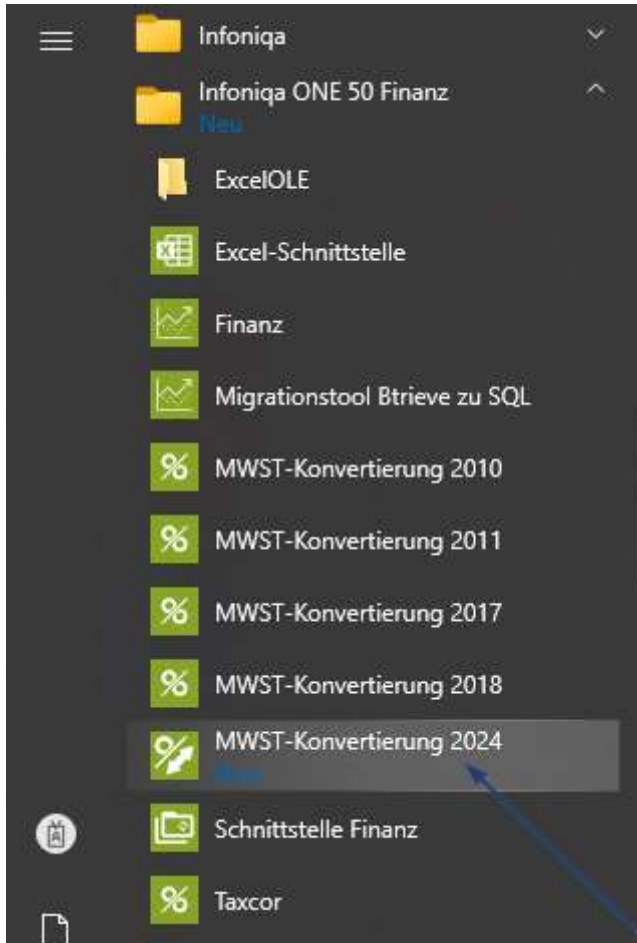 Infoniqa
Infoniqa ONE 50 Finanz
Neu
ExcelOLE
Excel-Schnittstelle
Finanz
Migrationstool Btrieve zu SQL
MWST-Konvertierung 2010
MWST-Konvertierung 2011
MWST-Konvertierung 2017
MWST-Konvertierung 2018
MWST-Konvertierung 2024
Neu
Schnittstelle Finanz
Taxcor